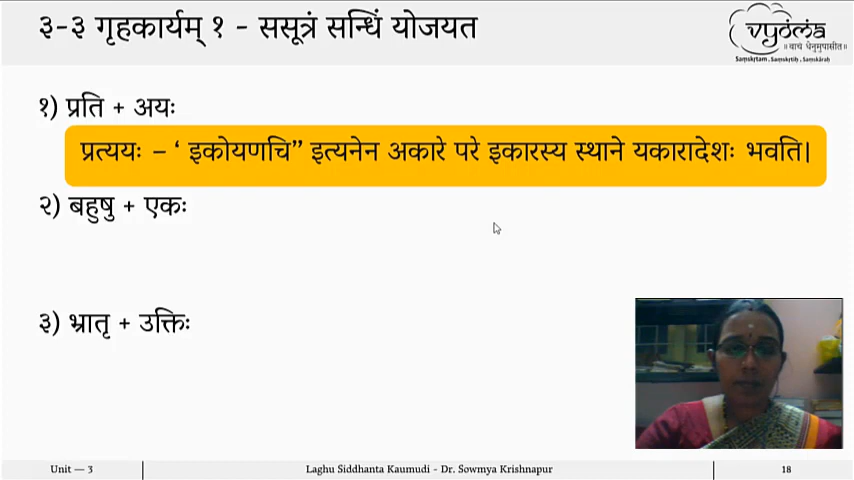 ३-३ गृहकार्यम् १ - ससूत्रं सन्धिं योजयत
vyoma
॥ वाचं धेनुमुपासीत॥
Saṃskṛtam, Saṃskṛtiḥ, Saṃskāraḥ
१) प्रति + अयः
प्रत्ययः – ‘ इकोयणचि” इत्यनेन अकारे परे इकारस्य स्थाने यकारादेशः भवति।
२) बहुषु + एकः
३) भ्रातृ + उक्तिः
Unit — 3
Laghu Siddhanta Kaumudi - Dr. Sowmya Krishnapur
18